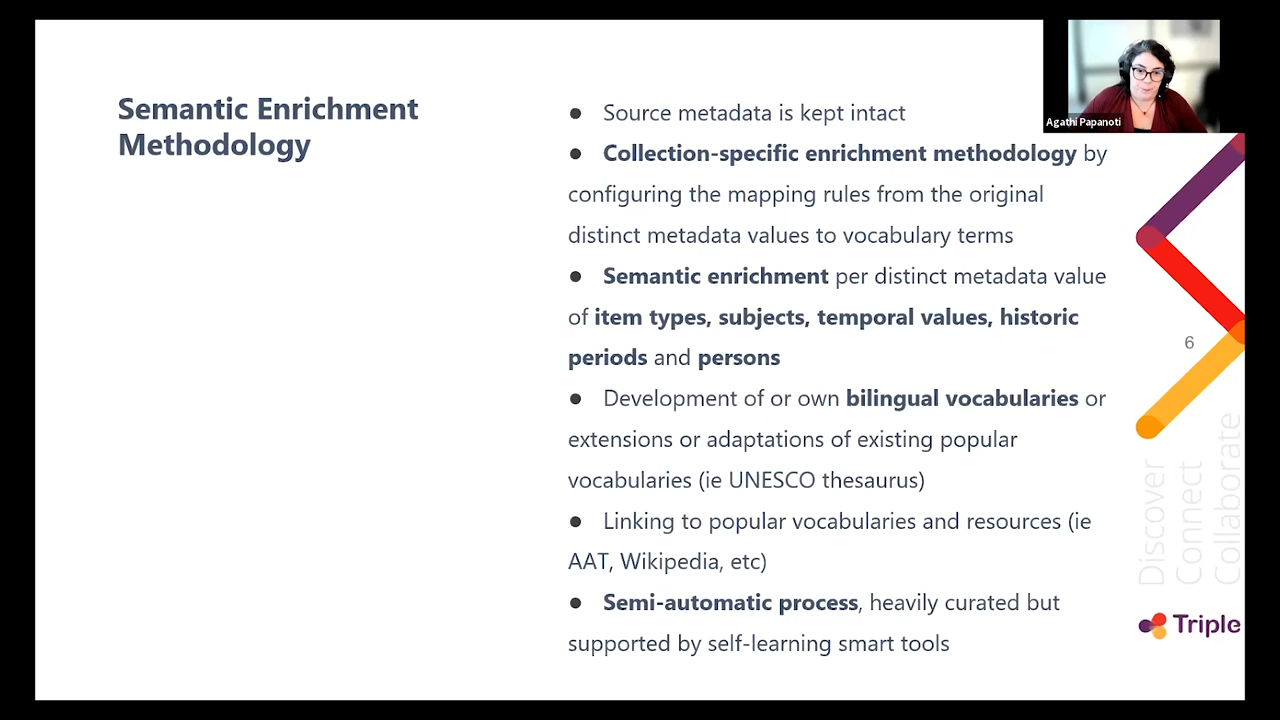 Semantic Enrichment
Methodology
● Source metadata is kept intact
● Collection-specific enrichment methodology by
configuring the mapping rules from the original
distinct metadata values to vocabulary terms
● Semantic enrichment per distinct metadata value
of item types, subjects, temporal values, historic
periods and persons
● Development of or own bilingual vocabularies or
extensions or adaptations of existing popular
vocabularies (ie UNESCO thesaurus)
● Linking to popular vocabularies and resources (ie
AAT, Wikipedia, etc)
● Semi-automatic process, heavily curated but
supported by self-learning smart tools
Agathi Papanoti
6
Discover
Connect
Collaborate
Triple